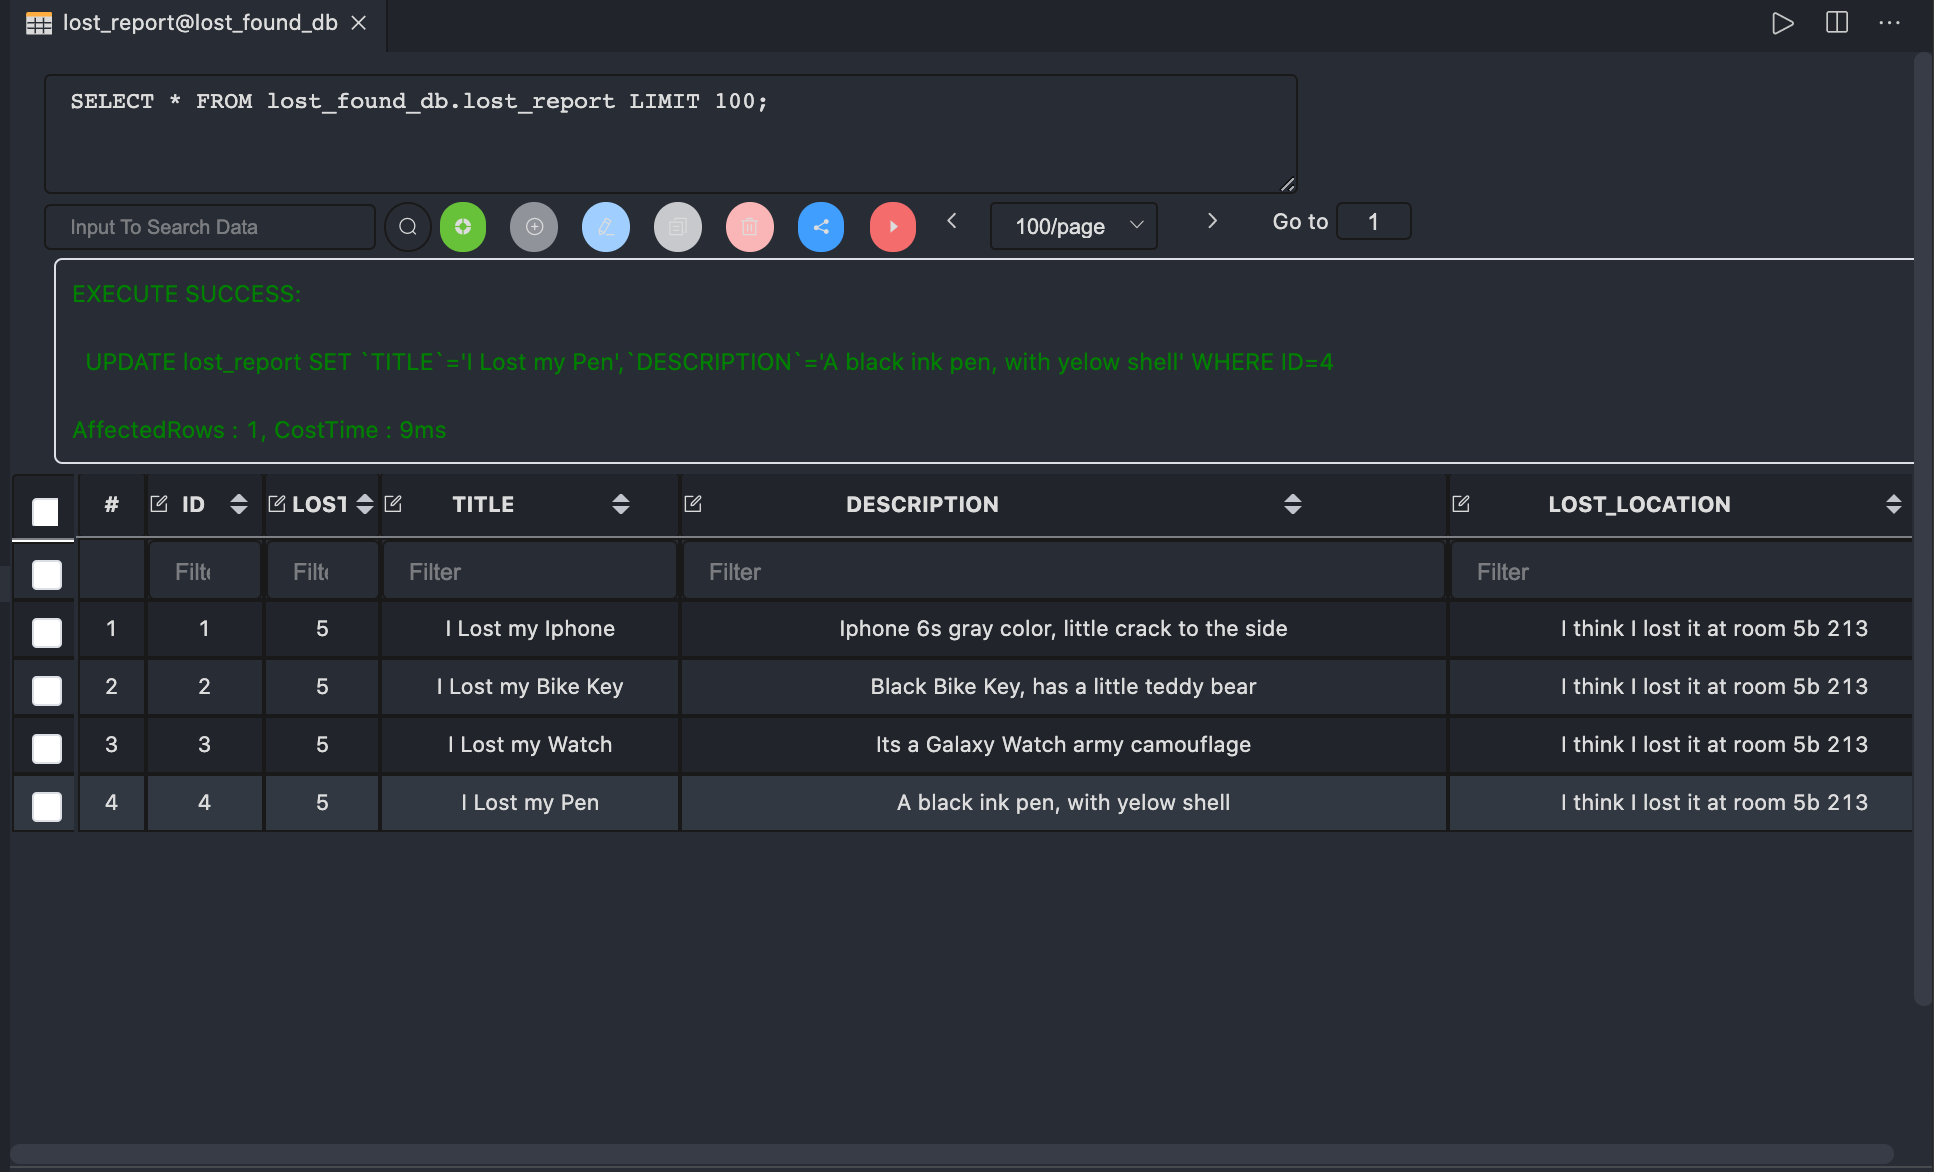 lost_report@lost_found_db
SELECT * FROM lost_found_db.lost_report LIMIT 100;
Input To Search Data
100/page
Go to
1
EXECUTE SUCCESS:
UPDATE lost_report SET `TITLE`='I Lost my Pen',`DESCRIPTION`='A black ink pen, with yelow shell' WHERE ID=4
AffectedRows : 1, CostTime : 9ms
# ID LOST TITLE DESCRIPTION LOST_LOCATION
Filte Filte Filter Filter Filter
1 1 5 I Lost my Iphone Iphone 6s gray color, little crack to the side I think I lost it at room 5b 213
2 2 5 I Lost my Bike Key Black Bike Key, has a little teddy bear I think I lost it at room 5b 213
3 3 5 I Lost my Watch Its a Galaxy Watch army camouflage I think I lost it at room 5b 213
4 4 5 I Lost my Pen A black ink pen, with yelow shell I think I lost it at room 5b 213